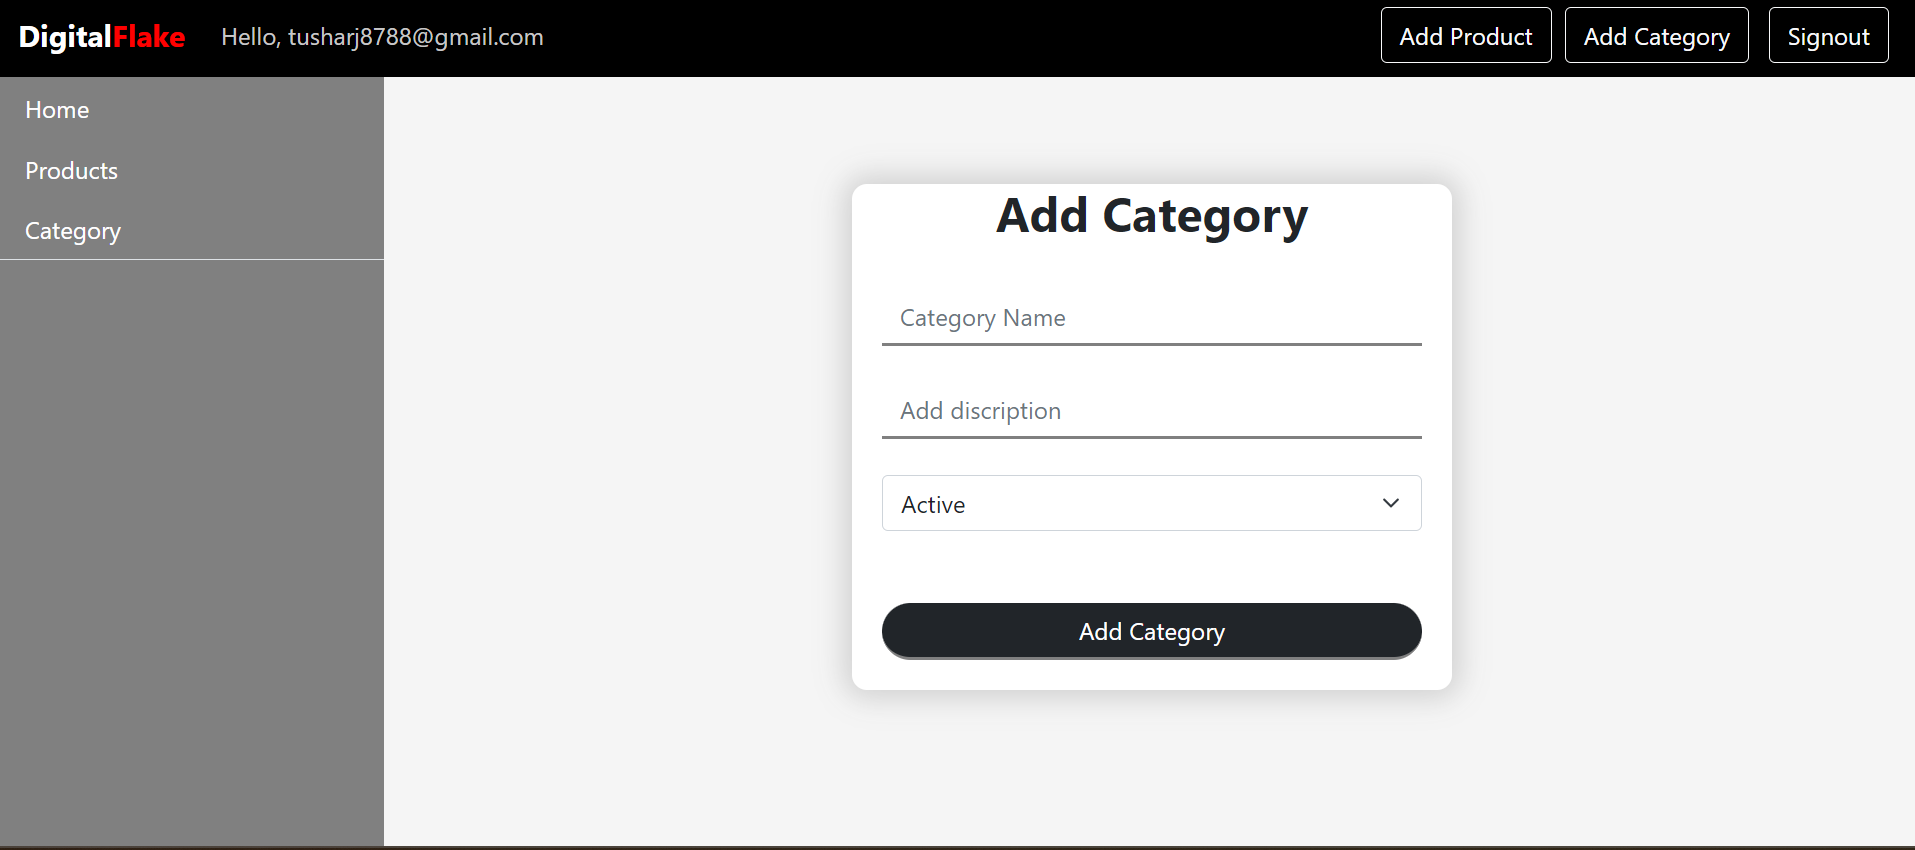 DigitalFlake Hello, tusharj8788@gmail.com Add Product Add Category Signout
Home
Products
Category
Add Category
Category Name
Add discription
Active
Add Category